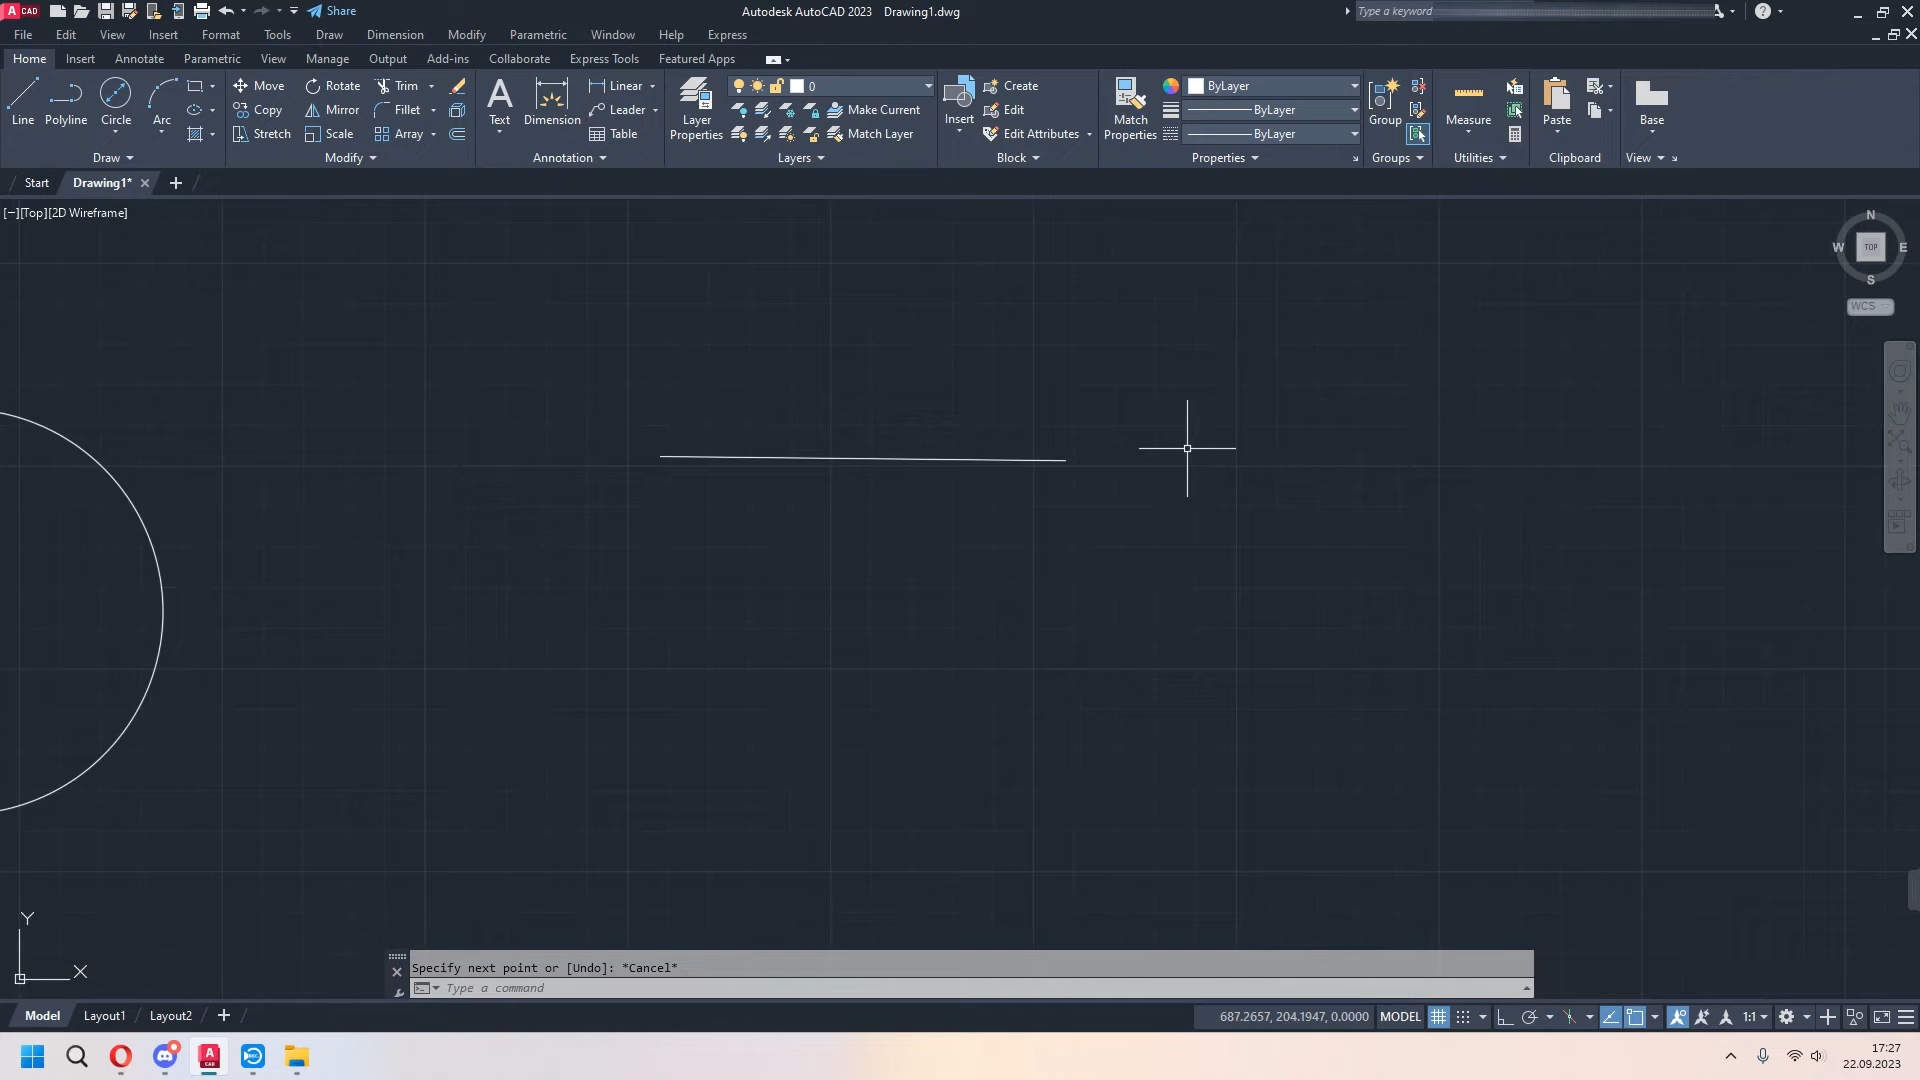 CAD Share Autodesk AutoCAD 2023 Drawing1.dwg Type a keyword
File Edit View Insert Format Tools Draw Dimension Modify Parametric Window Help Express
Home Insert Annotate Parametric View Manage Output Add-ins Collaborate Express Tools Featured Apps
Line Polyline Circle Arc
Move Rotate Trim
Copy Mirror Fillet
Stretch Scale Array
Text Dimension
Linear
Leader
Table
Layer Properties
0
Make Current
Match Layer
Insert
Create
Edit
Edit Attributes
Match Properties
ByLayer
ByLayer
ByLayer
Group
Measure
Paste
Base
Draw Modify Annotation Layers Block Properties Groups Utilities Clipboard View
Start Drawing1*
[−][Top][2D Wireframe]
N
W TOP E
S
WCS
Y
X
Specify next point or [Undo]: *Cancel*
Type a command
Model Layout1 Layout2 687.2657, 204.1947, 0.0000 MODEL 1:1
A CAD
17:27
22.09.2023